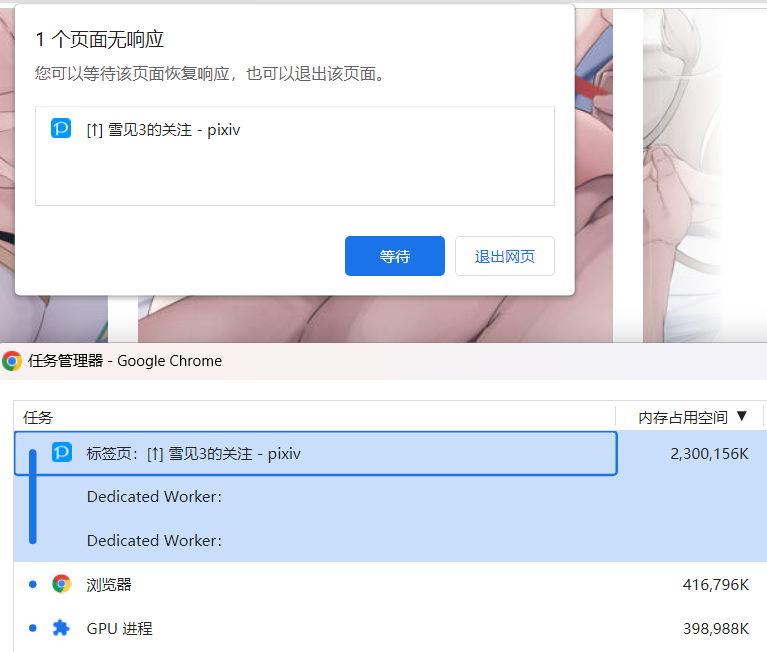 1 个页面无响应
您可以等待该页面恢复响应，也可以退出该页面。
[↑] 雪见3的关注 - pixiv
等待 退出网页
任务管理器 - Google Chrome
任务 内存占用空间 ▼
标签页：[↑] 雪见3的关注 - pixiv 2,300,156K
Dedicated Worker:
Dedicated Worker:
浏览器 416,796K
GPU 进程 398,988K